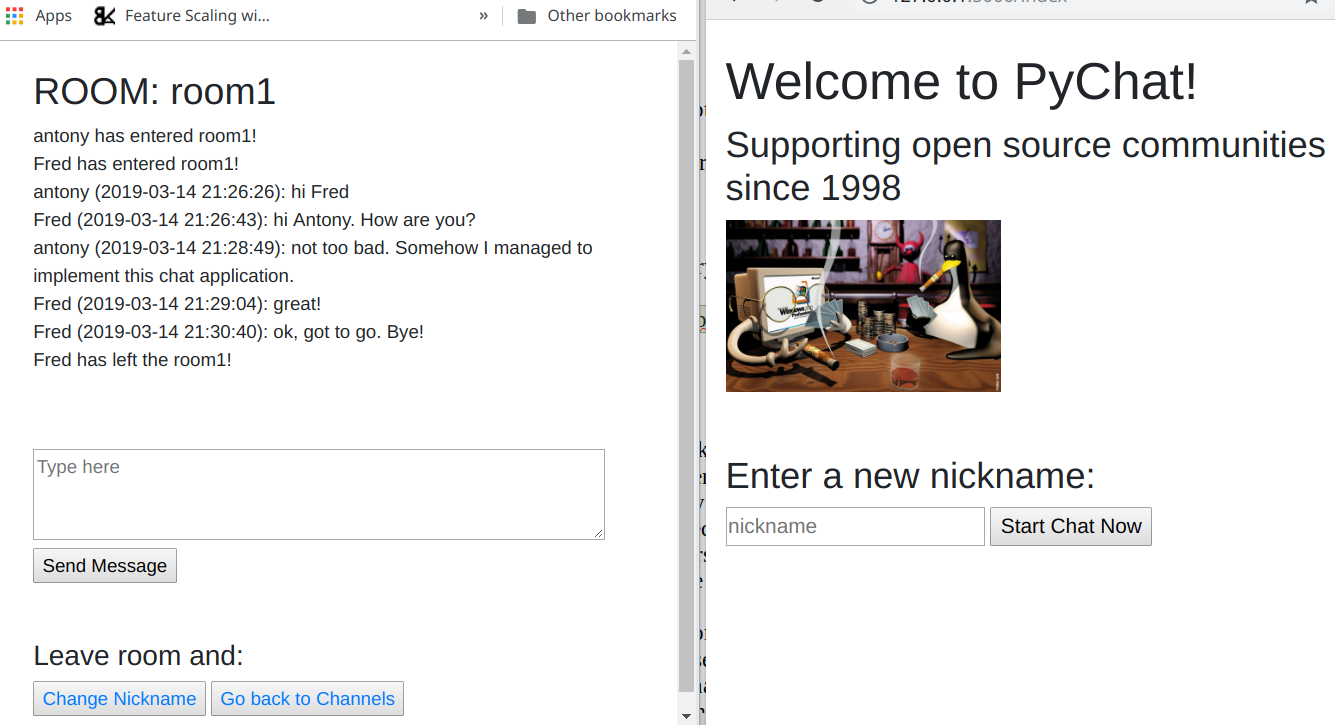 Apps
Feature Scaling wi...
»
Other bookmarks
ROOM: room1
antony has entered room1!
Fred has entered room1!
antony (2019-03-14 21:26:26): hi Fred
Fred (2019-03-14 21:26:43): hi Antony. How are you?
antony (2019-03-14 21:28:49): not too bad. Somehow I managed to
implement this chat application.
Fred (2019-03-14 21:29:04): great!
Fred (2019-03-14 21:30:40): ok, got to go. Bye!
Fred has left the room1!
Type here
Send Message
Leave room and:
Change Nickname
Go back to Channels
Welcome to PyChat!
Supporting open source communities
since 1998
Enter a new nickname:
nickname
Start Chat Now